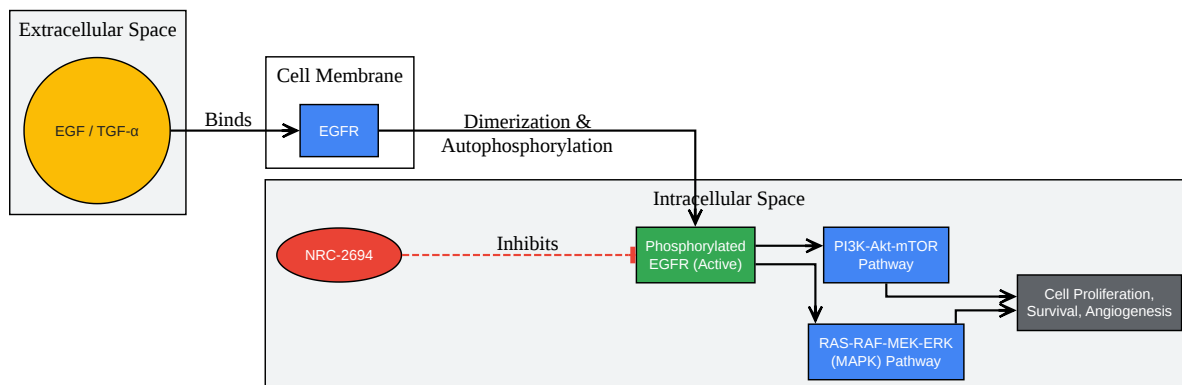 Extracellular Space
EGF / TGF-α
Binds
Cell Membrane
EGFR
Dimerization &
Autophosphorylation
Intracellular Space
NRC-2694
Inhibits
Phosphorylated
EGFR (Active)
PI3K-Akt-mTOR
Pathway
RAS-RAF-MEK-ERK
(MAPK) Pathway
Cell Proliferation,
Survival, Angiogenesis